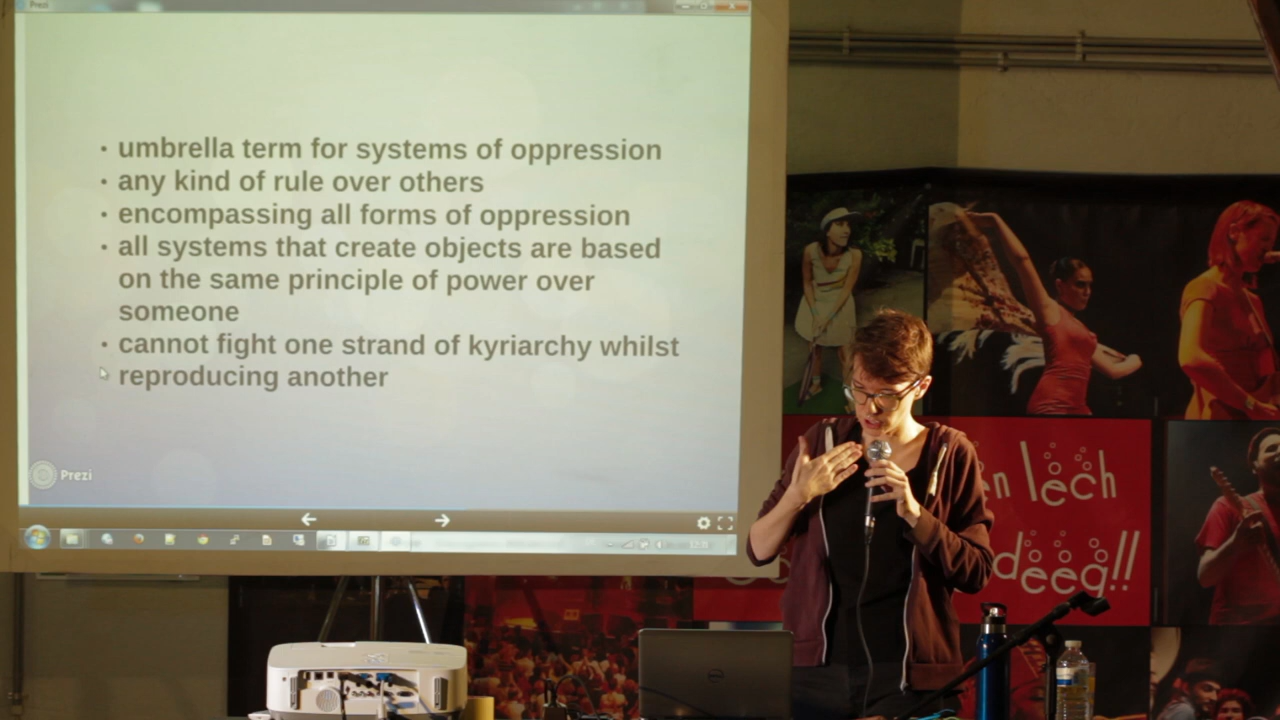 Prezi
• umbrella term for systems of oppression
• any kind of rule over others
• encompassing all forms of oppression
• all systems that create objects are based
on the same principle of power over
someone
• cannot fight one strand of kyriarchy whilst
• reproducing another
Prezi
lech
deeg!!
DELL